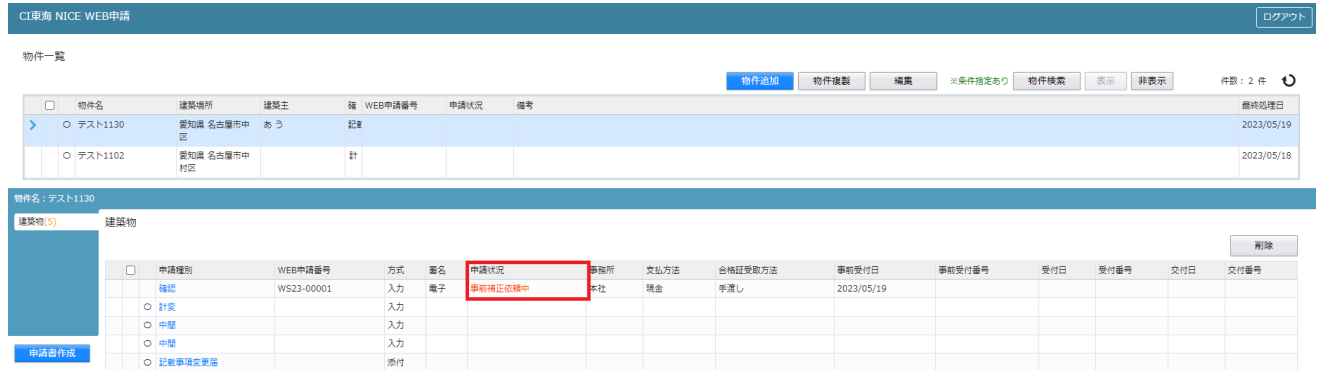 CI東海 NICE WEB申請 ログアウト
物件一覧
物件追加 物件複製 編集 ※条件指定あり 物件検索 表示 非表示 件数: 2 件
物件名 建築場所 建築主 確 WEB申請番号 申請状況 備考 最終処理日
○ テスト1130 愛知県 名古屋市中区 あ う 記載 2023/05/19
○ テスト1102 愛知県 名古屋市中村区 計 2023/05/18
物件名 : テスト1130
建築物(5) 建築物
削除
申請種別 WEB申請番号 方式 署名 申請状況 事務所 支払方法 合格証受取方法 事前受付日 事前受付番号 受付日 受付番号 交付日 交付番号
確認 WS23-00001 入力 電子 事前補正依頼中 本社 現金 手渡し 2023/05/19
○ 計変 入力
○ 中間 入力
○ 中間 入力
○ 記載事項変更届 添付
申請書作成